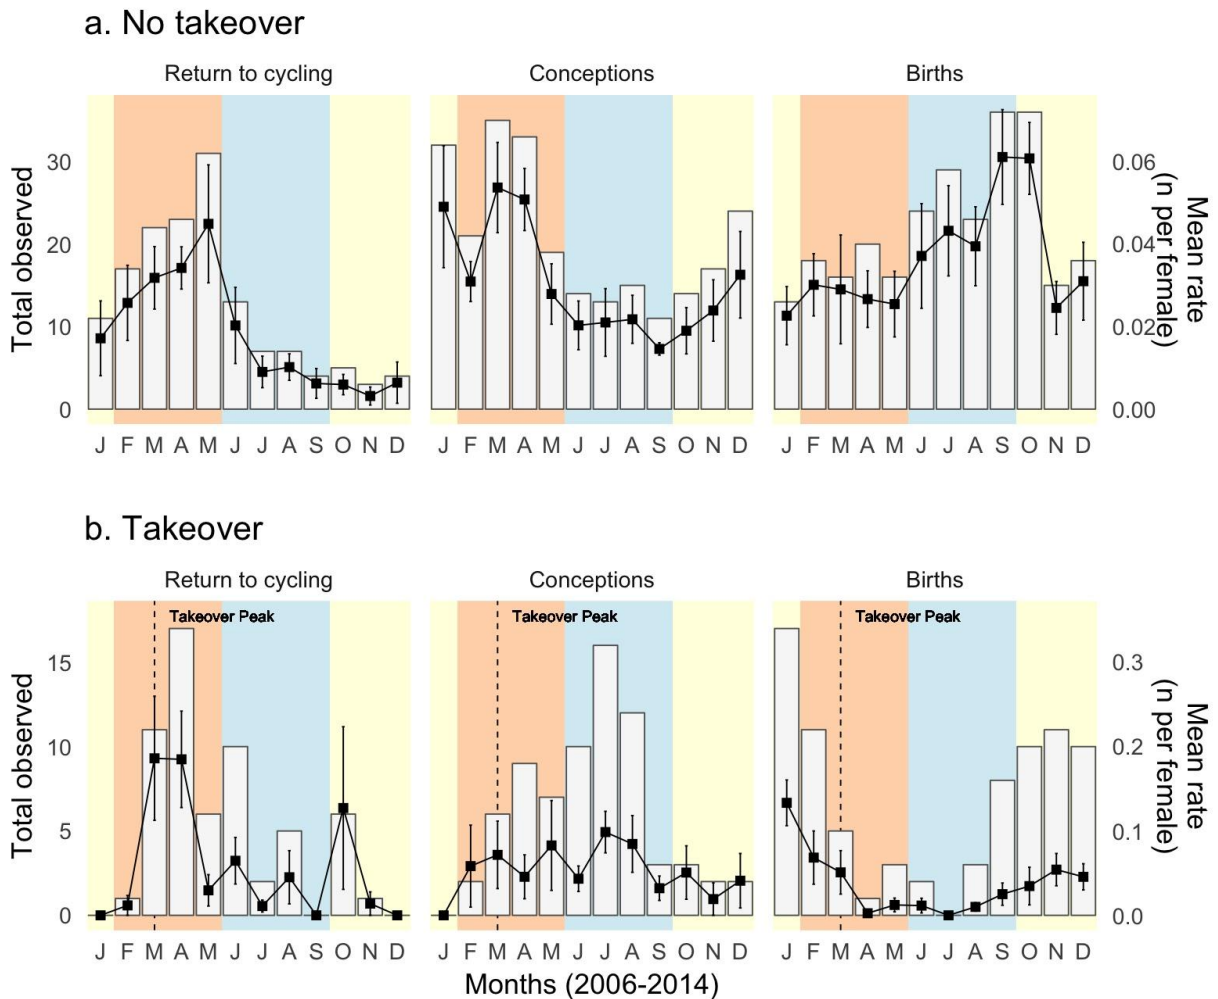 a. No takeover
Return to cycling
Conceptions
Births
Total observed
30
20
10
0
0.06
0.04
0.02
0.00
Mean rate
(n per female)
J F M A M J J A S O N D
J F M A M J J A S O N D
J F M A M J J A S O N D
b. Takeover
Return to cycling
Conceptions
Births
Takeover Peak
Takeover Peak
Takeover Peak
Total observed
15
10
5
0
0.3
0.2
0.1
0.0
Mean rate
(n per female)
J F M A M J J A S O N D
J F M A M J J A S O N D
J F M A M J J A S O N D
Months (2006-2014)